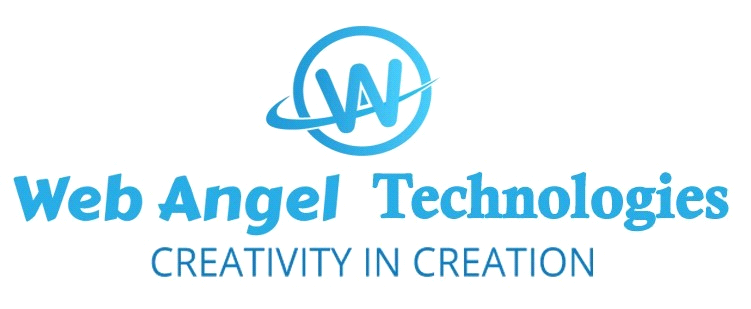 W
Web Angel Technologies
CREATIVITY IN CREATION